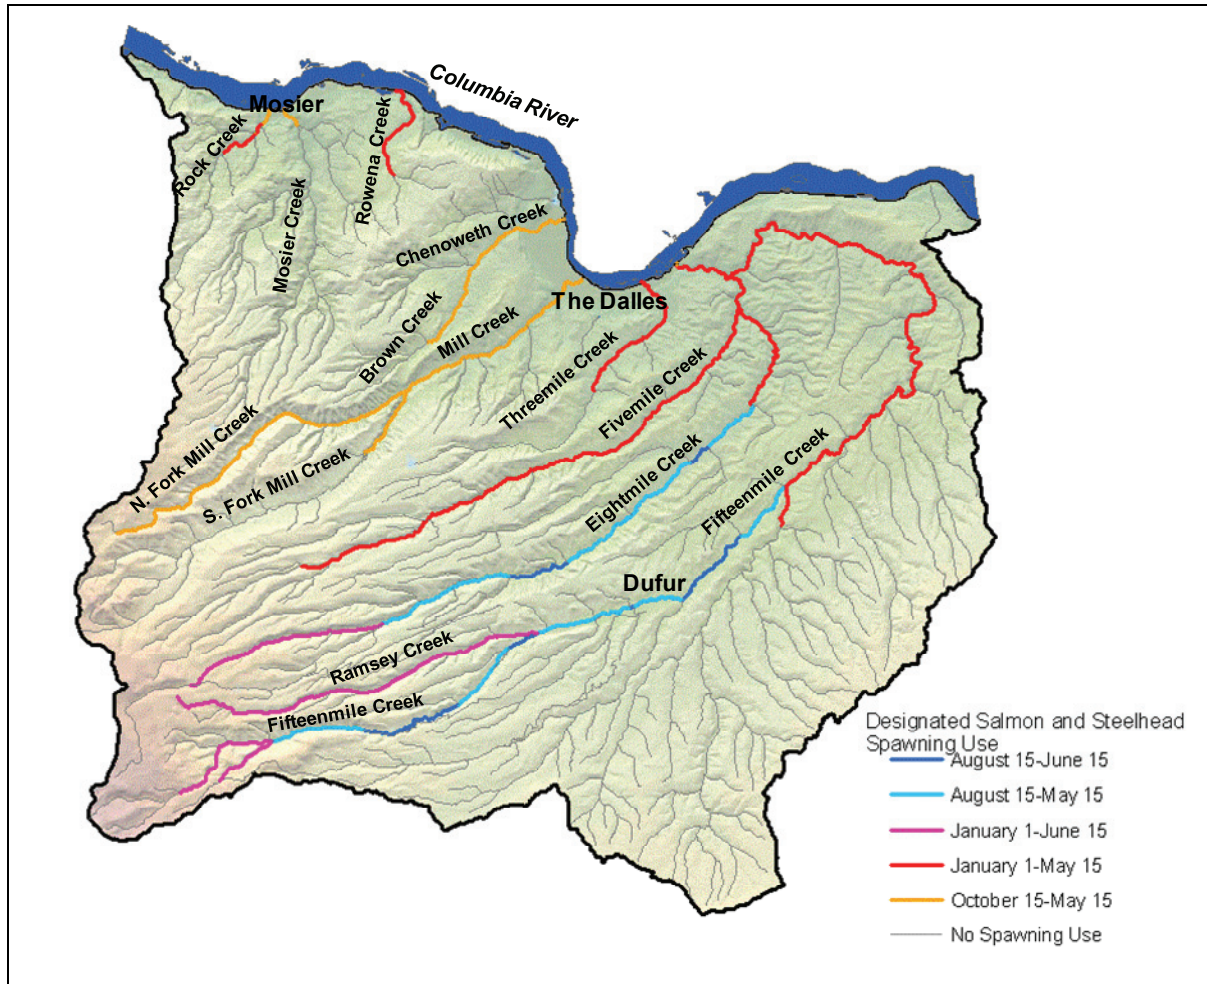 Columbia River
Mosier
Rock Creek
Rowena Creek
Mosier Creek
Chenoweth Creek
The Dalles
Brown Creek
Mill Creek
Threemile Creek
Fivemile Creek
N. Fork Mill Creek
S. Fork Mill Creek
Eightmile Creek
Fifteenmile Creek
Dufur
Ramsey Creek
Fifteenmile Creek
Designated Salmon and Steelhead
Spawning Use
August 15-June 15
August 15-May 15
January 1-June 15
January 1-May 15
October 15-May 15
No Spawning Use